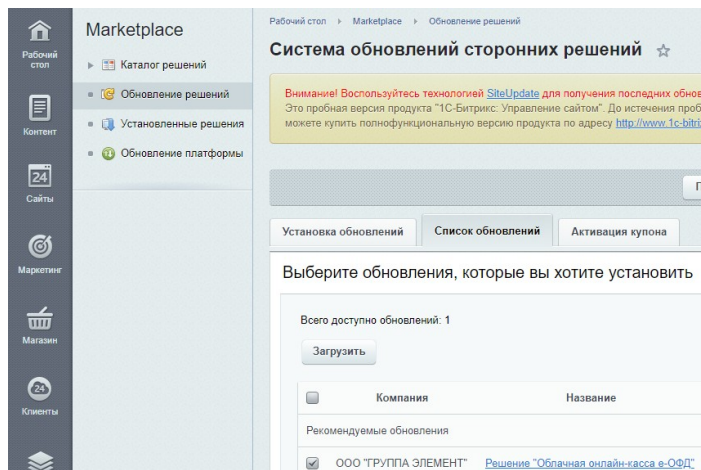 Рабочий
стол
Контент
24
Сайты
Маркетинг
Магазин
24
Клиенты
Marketplace
Каталог решений
Обновление решений
Установленные решения
Обновление платформы
Рабочий стол Marketplace Обновление решений
Система обновлений сторонних решений
Внимание! Воспользуйтесь технологией SiteUpdate для получения последних обнов
Это пробная версия продукта "1С-Битрикс: Управление сайтом". До истечения проб
можете купить полнофункциональную версию продукта по адресу http://www.1c-bitri
Установка обновлений Список обновлений Активация купона
Выберите обновления, которые вы хотите установить
Всего доступно обновлений: 1
Загрузить
Компания Название
Рекомендуемые обновления
ООО "ГРУППА ЭЛЕМЕНТ" Решение "Облачная онлайн-касса е-ОФД"